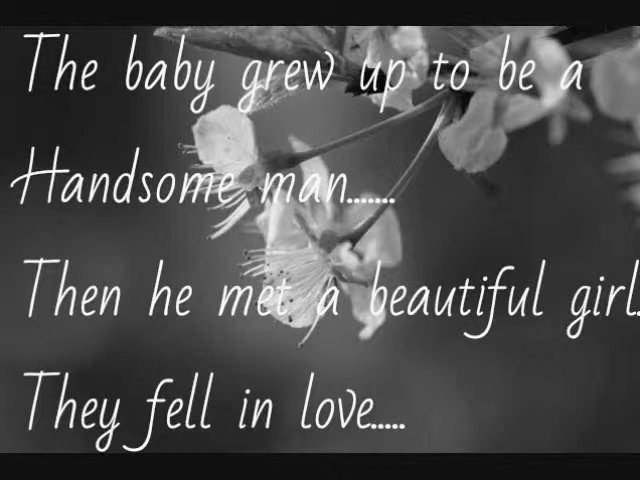 The baby grew up to be a
Handsome man.......
Then he met a beautiful girl.
They fell in love.....